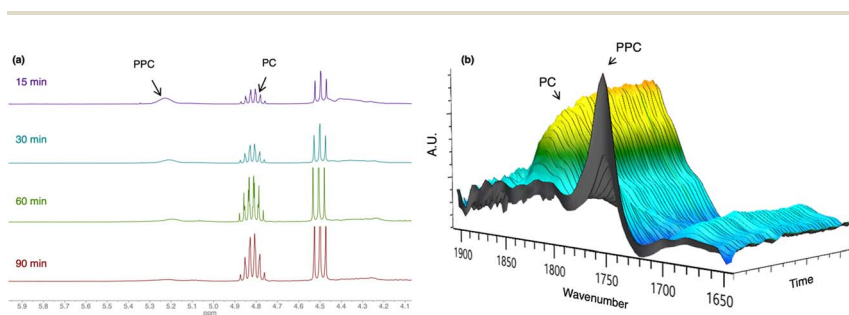 (a)
PPC
PC
15 min
30 min
60 min
90 min
5.9 5.8 5.7 5.6 5.5 5.4 5.3 5.2 5.1 5.0 4.9 4.8 4.7 4.6 4.5 4.4 4.3 4.2 4.1
ppm
(b)
PPC
PC
A.U.
1900 1850 1800 1750 1700 1650
Wavenumber
Time